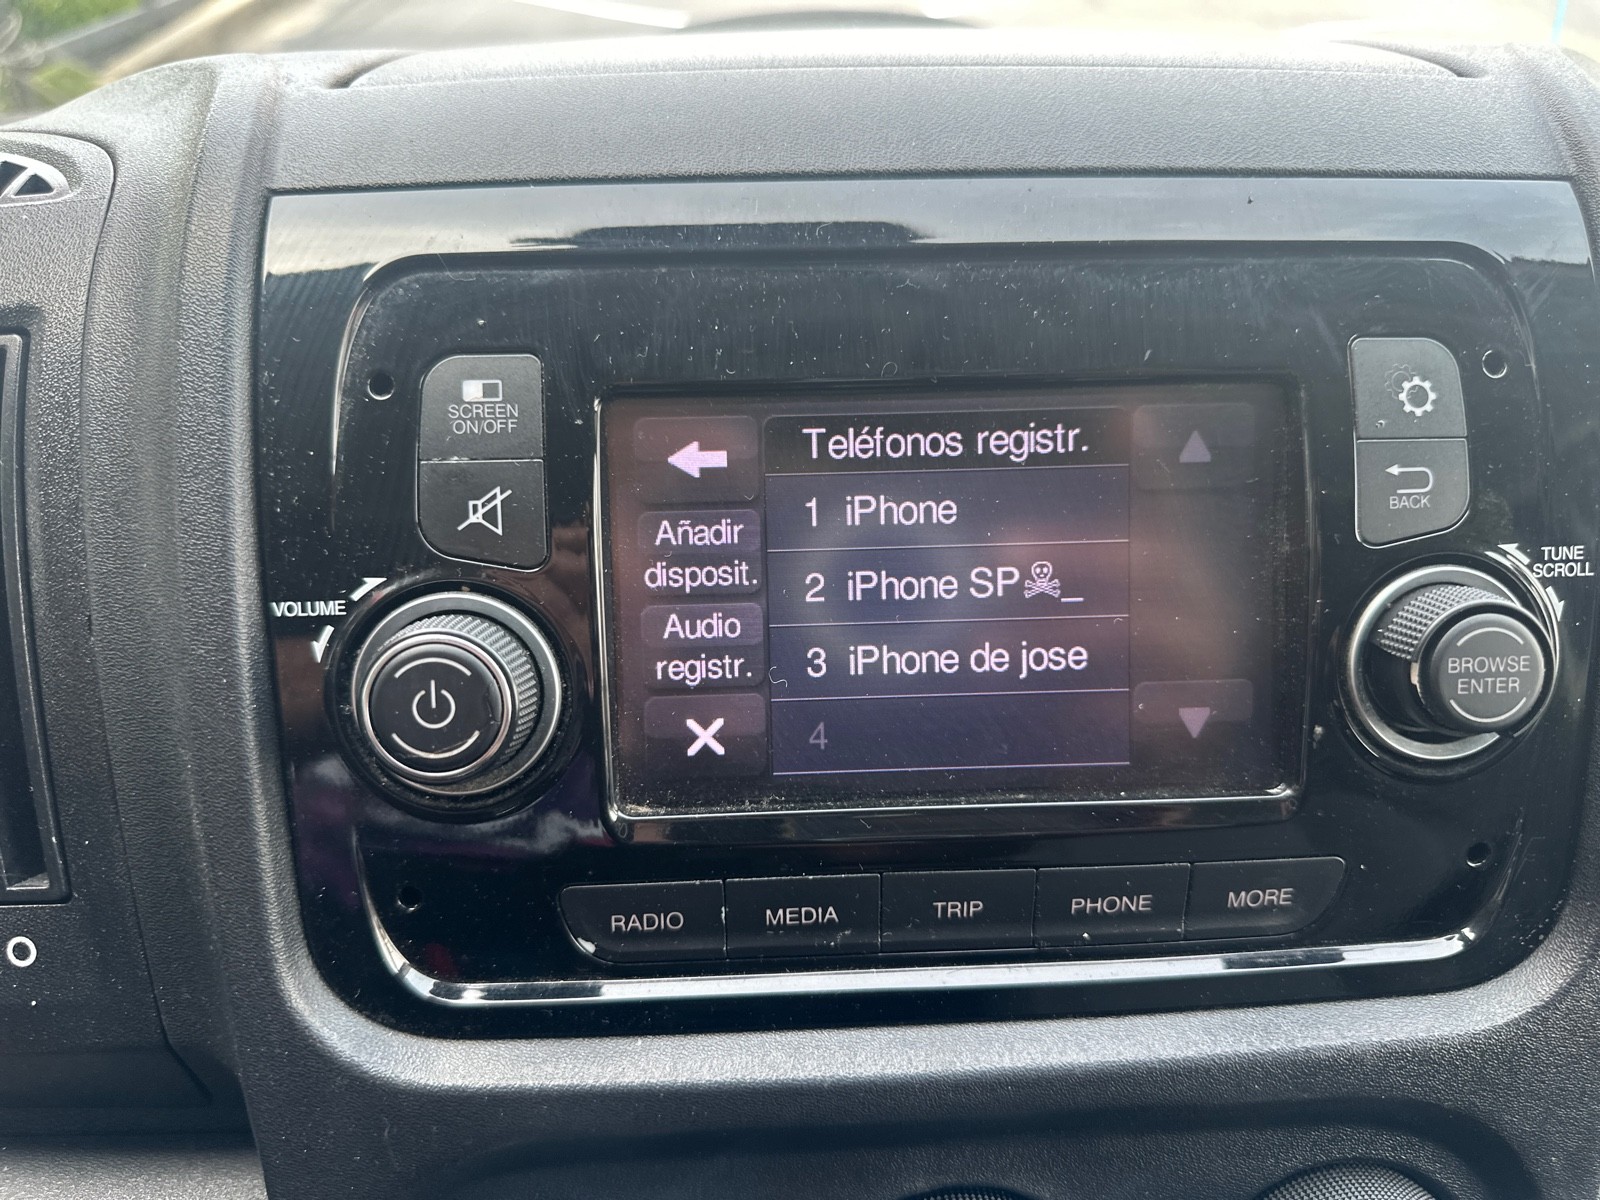 SCREEN
ON/OFF
VOLUME
Teléfonos registr.
Añadir
disposit.
Audio
registr.
1 iPhone
2 iPhone SP☠_
3 iPhone de jose
4
BACK
TUNE
SCROLL
BROWSE
ENTER
RADIO
MEDIA
TRIP
PHONE
MORE